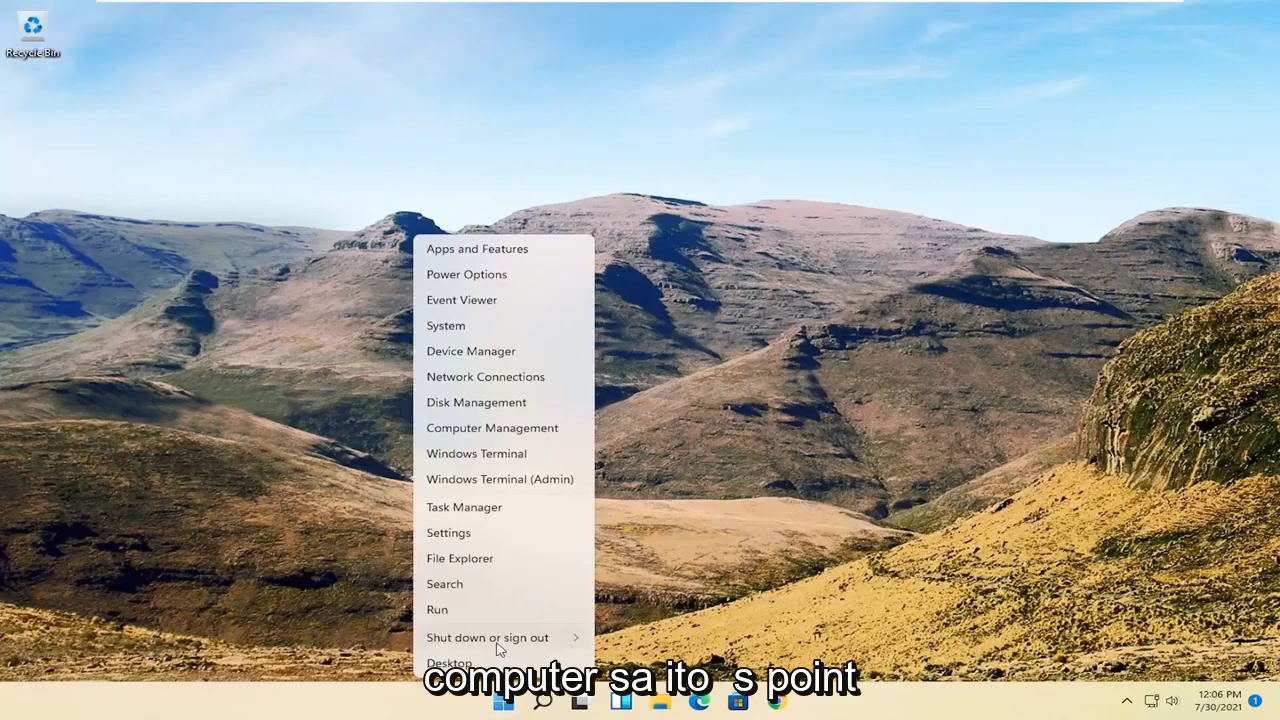 Recycle Bin
Apps and Features
Power Options
Event Viewer
System
Device Manager
Network Connections
Disk Management
Computer Management
Windows Terminal
Windows Terminal (Admin)
Task Manager
Settings
File Explorer
Search
Run
Shut down or sign out
Desktop
computer sa ito  s point
12:06 PM
7/30/2021
1